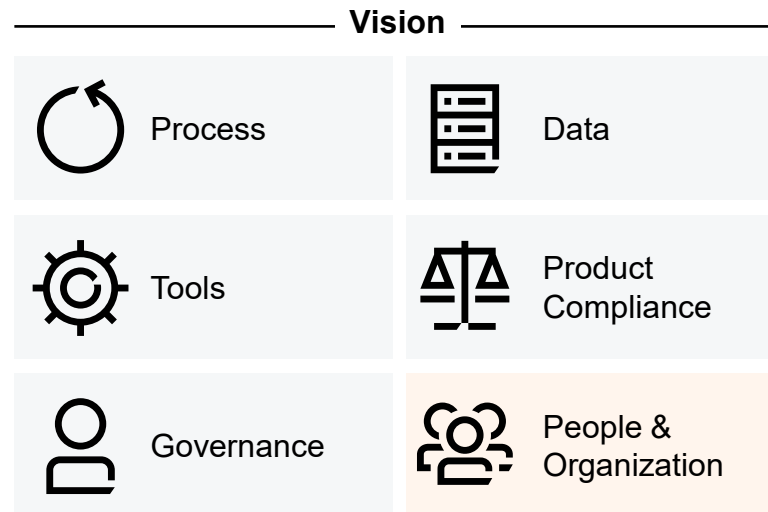 Vision
Process
Data
Tools
Product
Compliance
Governance
People &
Organization